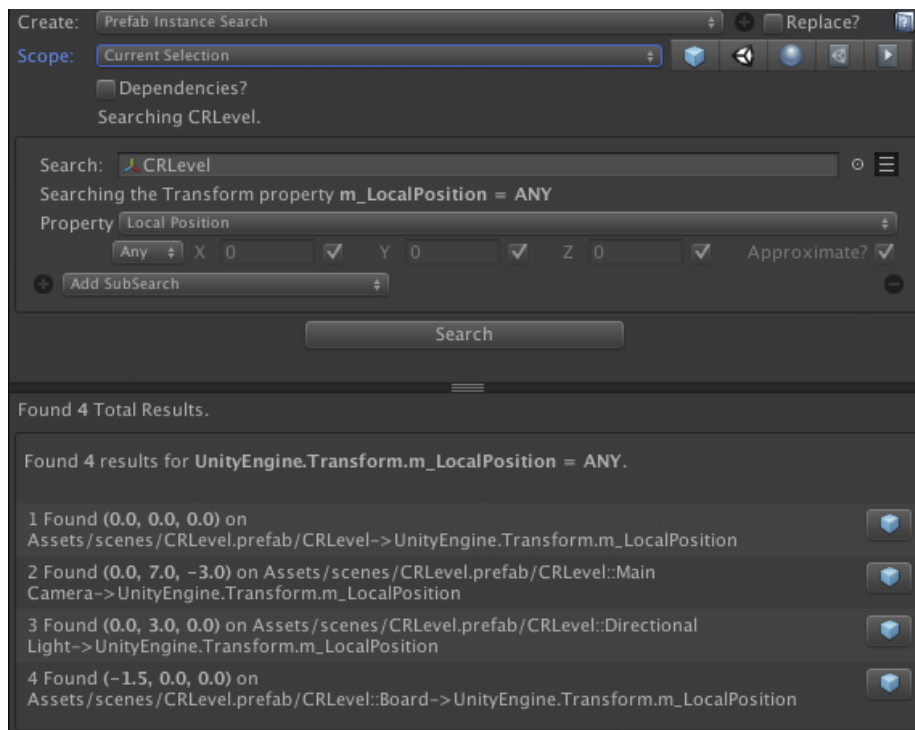 Create: Prefab Instance Search Replace?
Scope: Current Selection
Dependencies?
Searching CRLevel.
Search: CRLevel
Searching the Transform property m_LocalPosition = ANY
Property Local Position
Any X 0 Y 0 Z 0 Approximate?
Add SubSearch
Search
Found 4 Total Results.
Found 4 results for UnityEngine.Transform.m_LocalPosition = ANY.
1 Found (0.0, 0.0, 0.0) on
Assets/scenes/CRLevel.prefab/CRLevel->UnityEngine.Transform.m_LocalPosition
2 Found (0.0, 7.0, -3.0) on Assets/scenes/CRLevel.prefab/CRLevel::Main
Camera->UnityEngine.Transform.m_LocalPosition
3 Found (0.0, 3.0, 0.0) on Assets/scenes/CRLevel.prefab/CRLevel::Directional
Light->UnityEngine.Transform.m_LocalPosition
4 Found (-1.5, 0.0, 0.0) on
Assets/scenes/CRLevel.prefab/CRLevel::Board->UnityEngine.Transform.m_LocalPosition